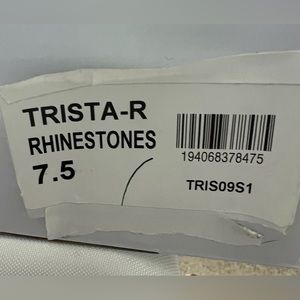 TRISTA-R
RHINESTONES
7.5
194068378475
TRIS09S1